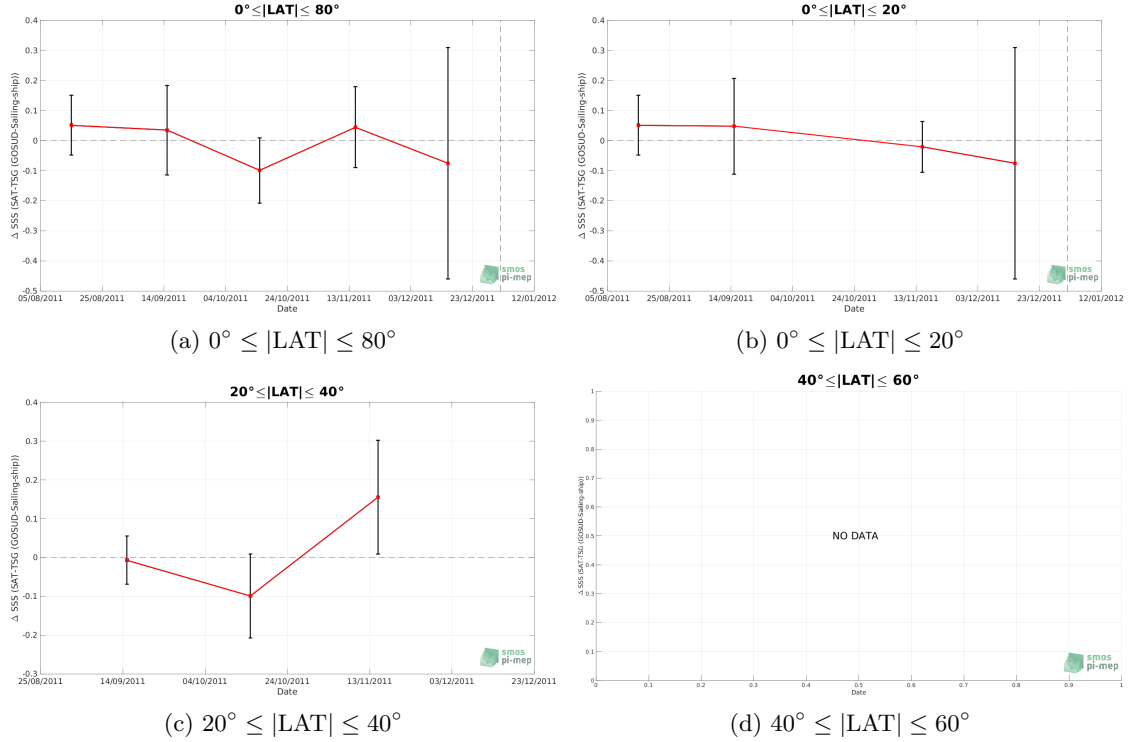 0°≤|LAT|≤ 80°
Δ SSS (SAT-TSG (GOSUD-Sailing-ship))
0.4
0.3
0.2
0.1
0
-0.1
-0.2
-0.3
-0.4
-0.5
05/08/2011 25/08/2011 14/09/2011 04/10/2011 24/10/2011 13/11/2011 03/12/2011 23/12/2011 12/01/2012
Date
smos
pi-mep
(a) 0° ≤ |LAT| ≤ 80°
0°≤|LAT|≤ 20°
Δ SSS (SAT-TSG (GOSUD-Sailing-ship))
0.4
0.3
0.2
0.1
0
-0.1
-0.2
-0.3
-0.4
-0.5
05/08/2011 25/08/2011 14/09/2011 04/10/2011 24/10/2011 13/11/2011 03/12/2011 23/12/2011 12/01/2012
Date
smos
pi-mep
(b) 0° ≤ |LAT| ≤ 20°
20°≤|LAT|≤ 40°
Δ SSS (SAT-TSG (GOSUD-Sailing-ship))
0.4
0.3
0.2
0.1
0
-0.1
-0.2
-0.3
25/08/2011 14/09/2011 04/10/2011 24/10/2011 13/11/2011 03/12/2011 23/12/2011
Date
smos
pi-mep
(c) 20° ≤ |LAT| ≤ 40°
40°≤|LAT|≤ 60°
Δ SSS (SAT-TSG (GOSUD-Sailing-ship))
1
0.9
0.8
0.7
0.6
0.5
0.4
0.3
0.2
0.1
0
NO DATA
0 0.1 0.2 0.3 0.4 0.5 0.6 0.7 0.8 0.9 1
Date
smos
pi-mep
(d) 40° ≤ |LAT| ≤ 60°